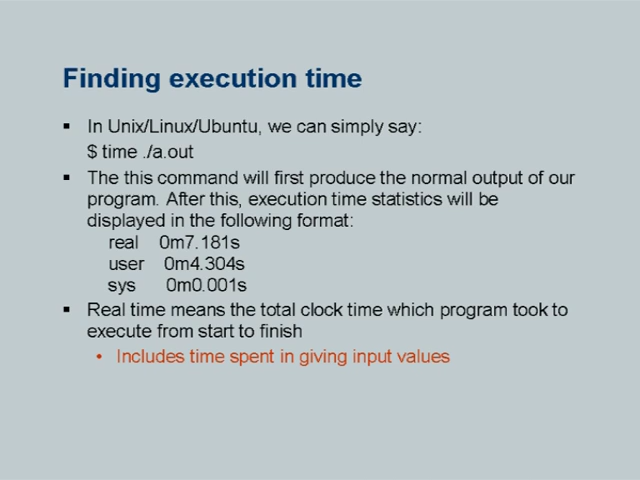 Finding execution time
▪ In Unix/Linux/Ubuntu, we can simply say:
$ time ./a.out
▪ The this command will first produce the normal output of our
program. After this, execution time statistics will be
displayed in the following format:
real 0m7.181s
user 0m4.304s
sys 0m0.001s
▪ Real time means the total clock time which program took to
execute from start to finish
• Includes time spent in giving input values